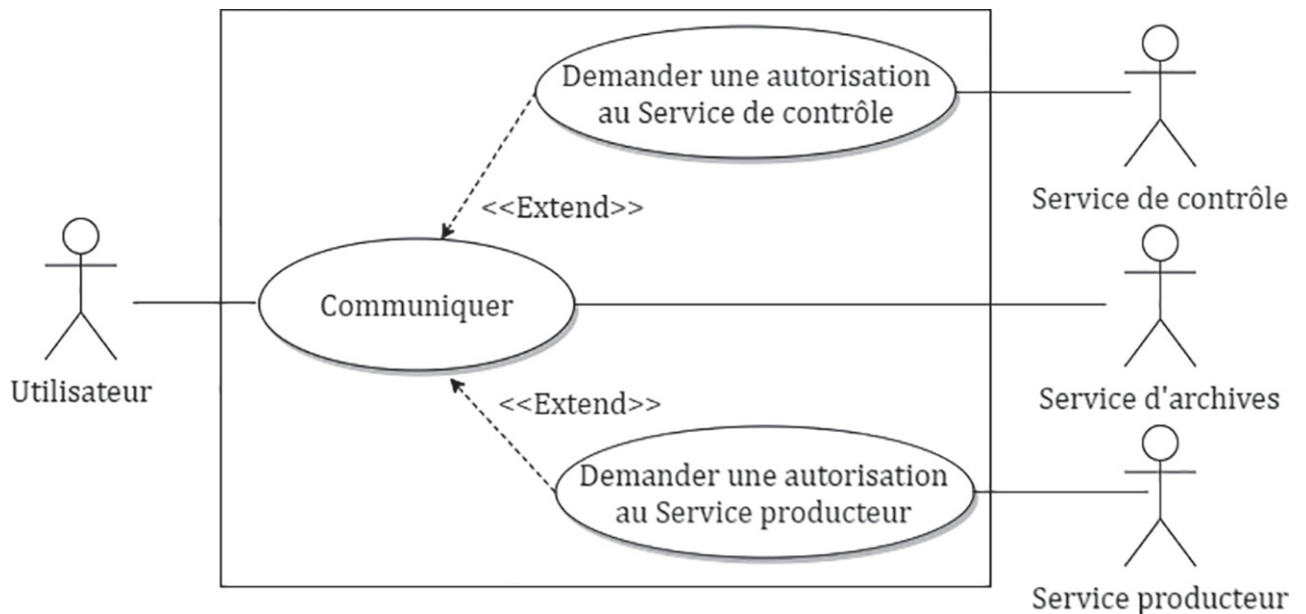 Demander une autorisation
au Service de contrôle
<<Extend>>
Service de contrôle
Communiquer
Utilisateur
<<Extend>>
Service d'archives
Demander une autorisation
au Service producteur
Service producteur